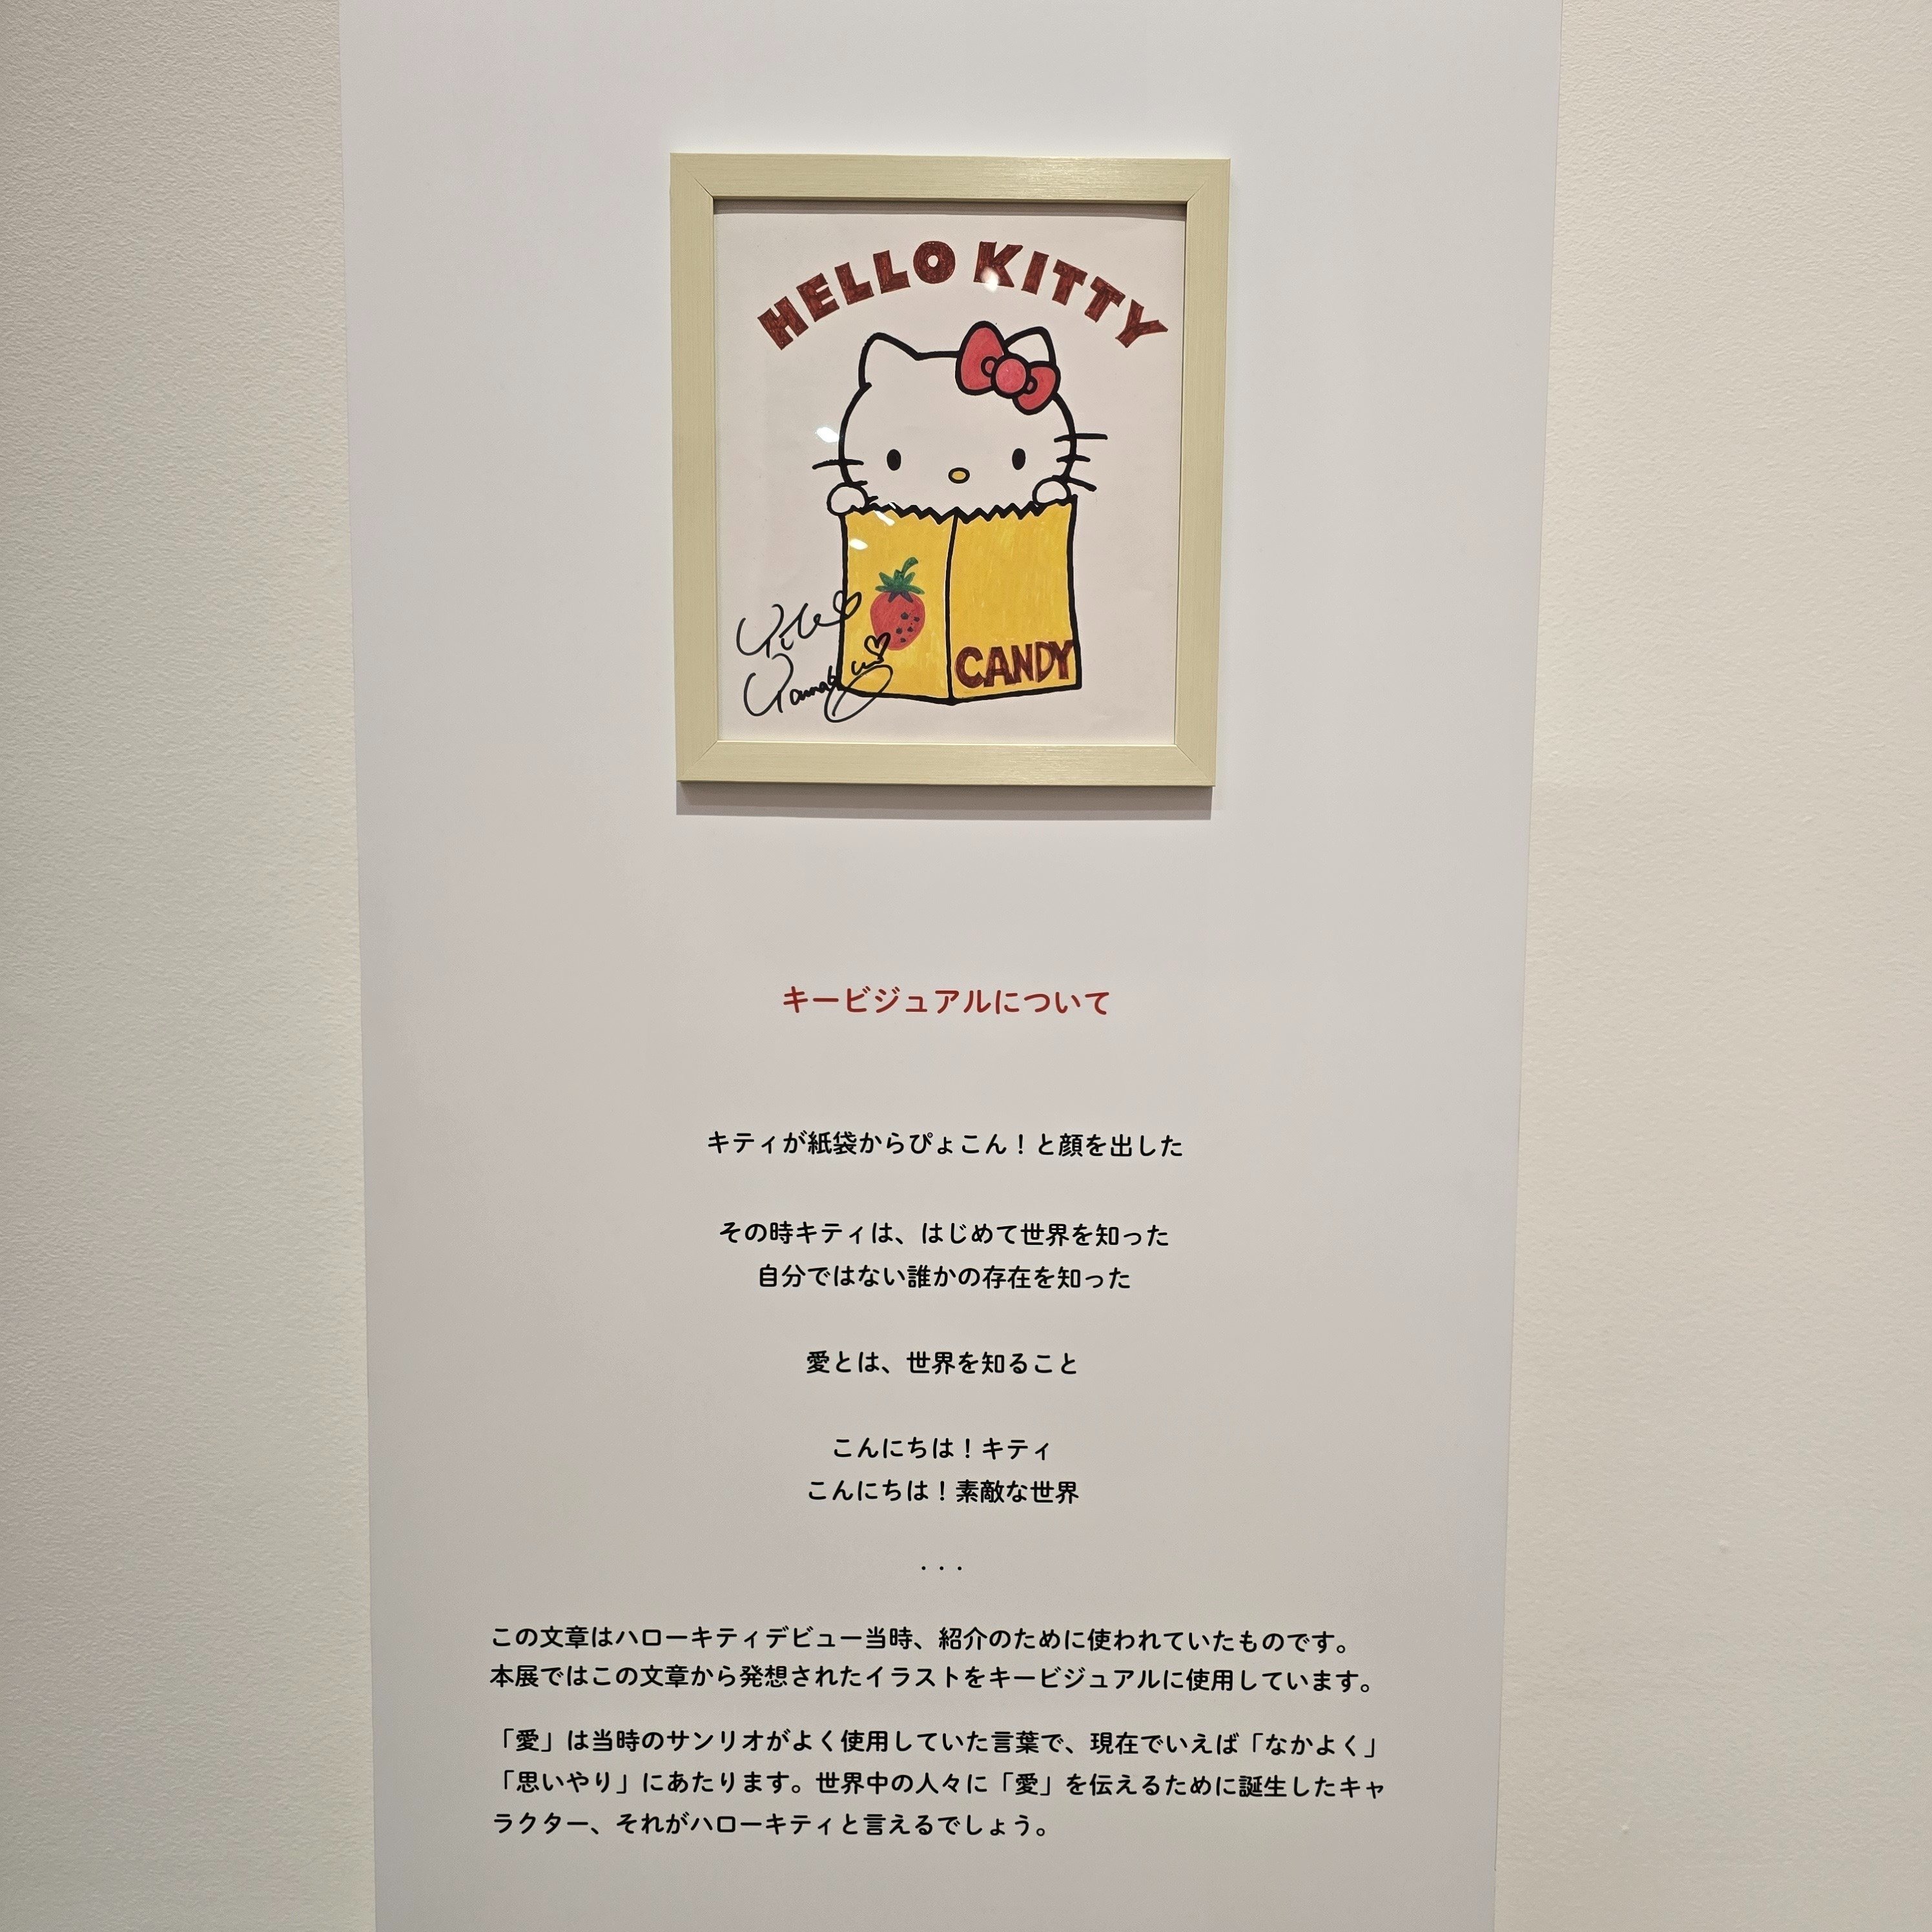 HELLO KITTY
CANDY
キービジュアルについて
キティが紙袋からぴょこん！と顔を出した
その時キティは、はじめて世界を知った
自分ではない誰かの存在を知った
愛とは、世界を知ること
こんにちは！キティ
こんにちは！素敵な世界
・・・
この文章はハローキティデビュー当時、紹介のために使われていたものです。
本展ではこの文章から発想されたイラストをキービジュアルに使用しています。
「愛」は当時のサンリオがよく使用していた言葉で、現在でいえば「なかよく」
「思いやり」にあたります。世界中の人々に「愛」を伝えるために誕生したキャ
ラクター、それがハローキティと言えるでしょう。